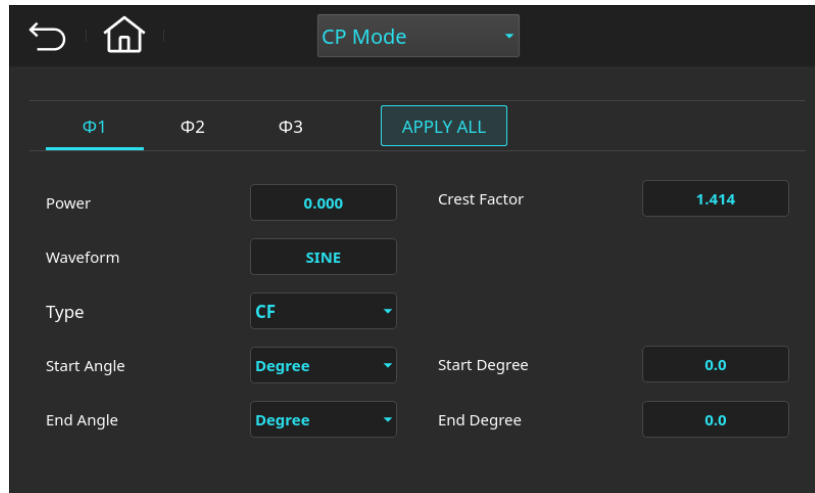 CP Mode
Φ1 Φ2 Φ3 APPLY ALL
Power 0.000 Crest Factor 1.414
Waveform SINE
Type CF
Start Angle Degree Start Degree 0.0
End Angle Degree End Degree 0.0